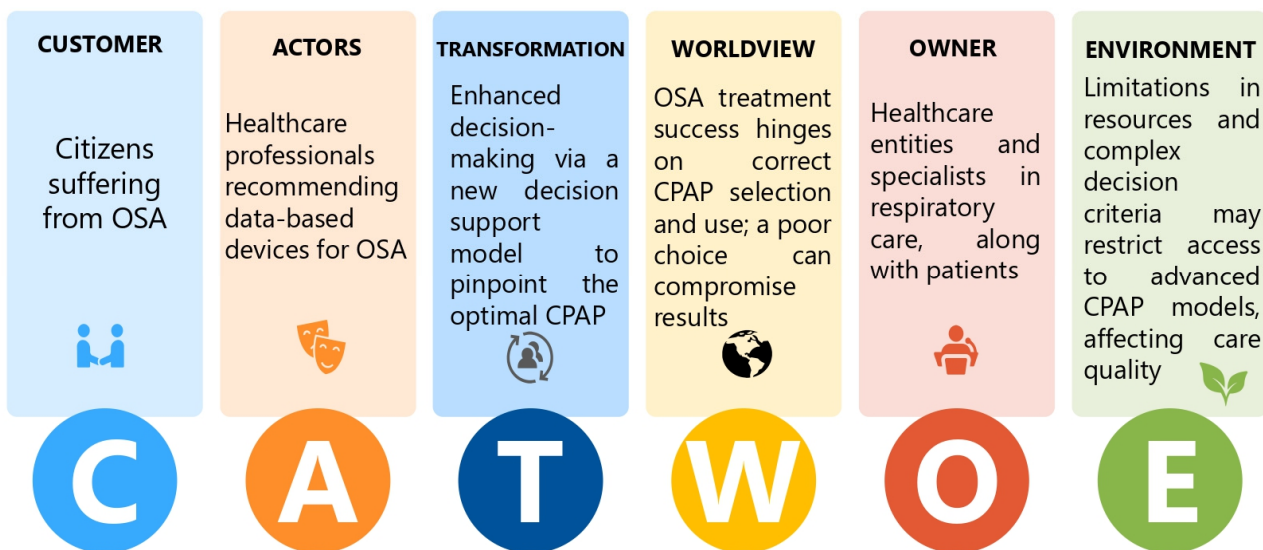 CUSTOMER
Citizens
suffering
from OSA
C
ACTORS
Healthcare
professionals
recommending
data-based
devices for OSA
A
TRANSFORMATION
Enhanced
decision-
making via a
new decision
support
model to
pinpoint the
optimal CPAP
T
WORLDVIEW
OSA treatment
success hinges
on correct
CPAP selection
and use; a poor
choice can
compromise
results
W
OWNER
Healthcare
entities and
specialists in
respiratory
care, along
with patients
O
ENVIRONMENT
Limitations in
resources and
complex
decision
criteria may
restrict access
to advanced
CPAP models,
affecting care
quality
E